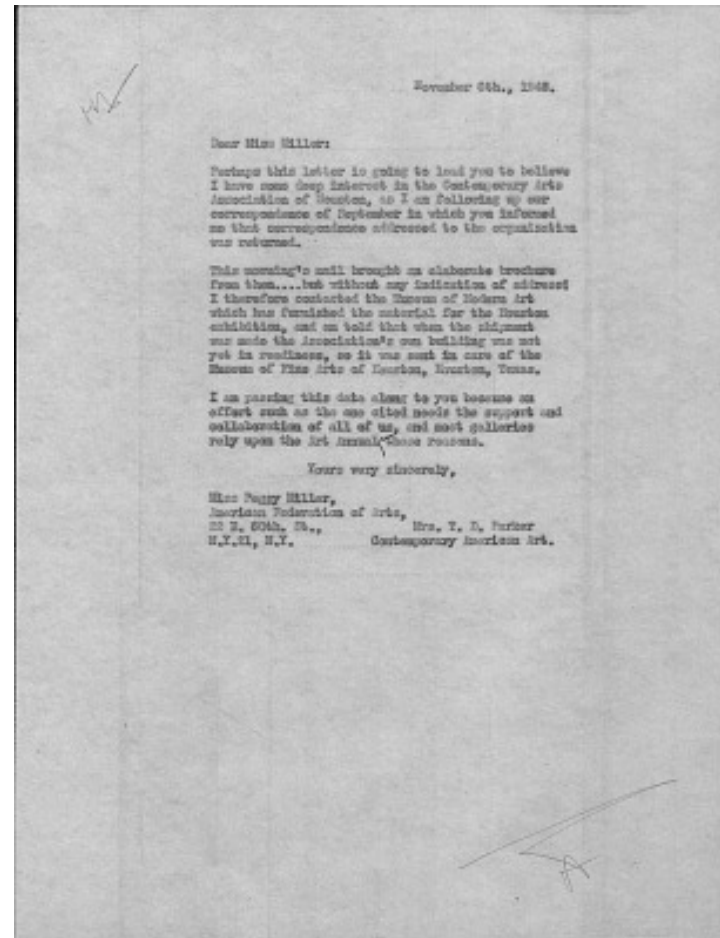 November 6th., 1948.
Dear Miss Miller:
Perhaps this letter is going to lead you to believe
I have some deep interest in the Contemporary Arts
Association of Houston, as I am following up our
correspondence of September in which you informed
me that correspondence addressed to the organization
was returned.
This morning's mail brought an elaborate brochure
from them....but without any indication of address!
I therefore contacted the Museum of Modern Art
which has furnished the material for the Houston
exhibition, and am told that when the shipment
was made the Association's own building was not
yet in readiness, so it was sent in care of the
Museum of Fine Arts of Houston, Houston, Texas.
I am passing this data along to you because an
effort such as the one cited needs the support and
collaboration of all of us, and most galleries
rely upon the Art Annual these reasons.
Yours very sincerely,
Miss Peggy Miller,
American Federation of Arts,
22 E. 60th. St., Mrs. T. D. Parker
N.Y.21, N.Y. Contemporary American Art.